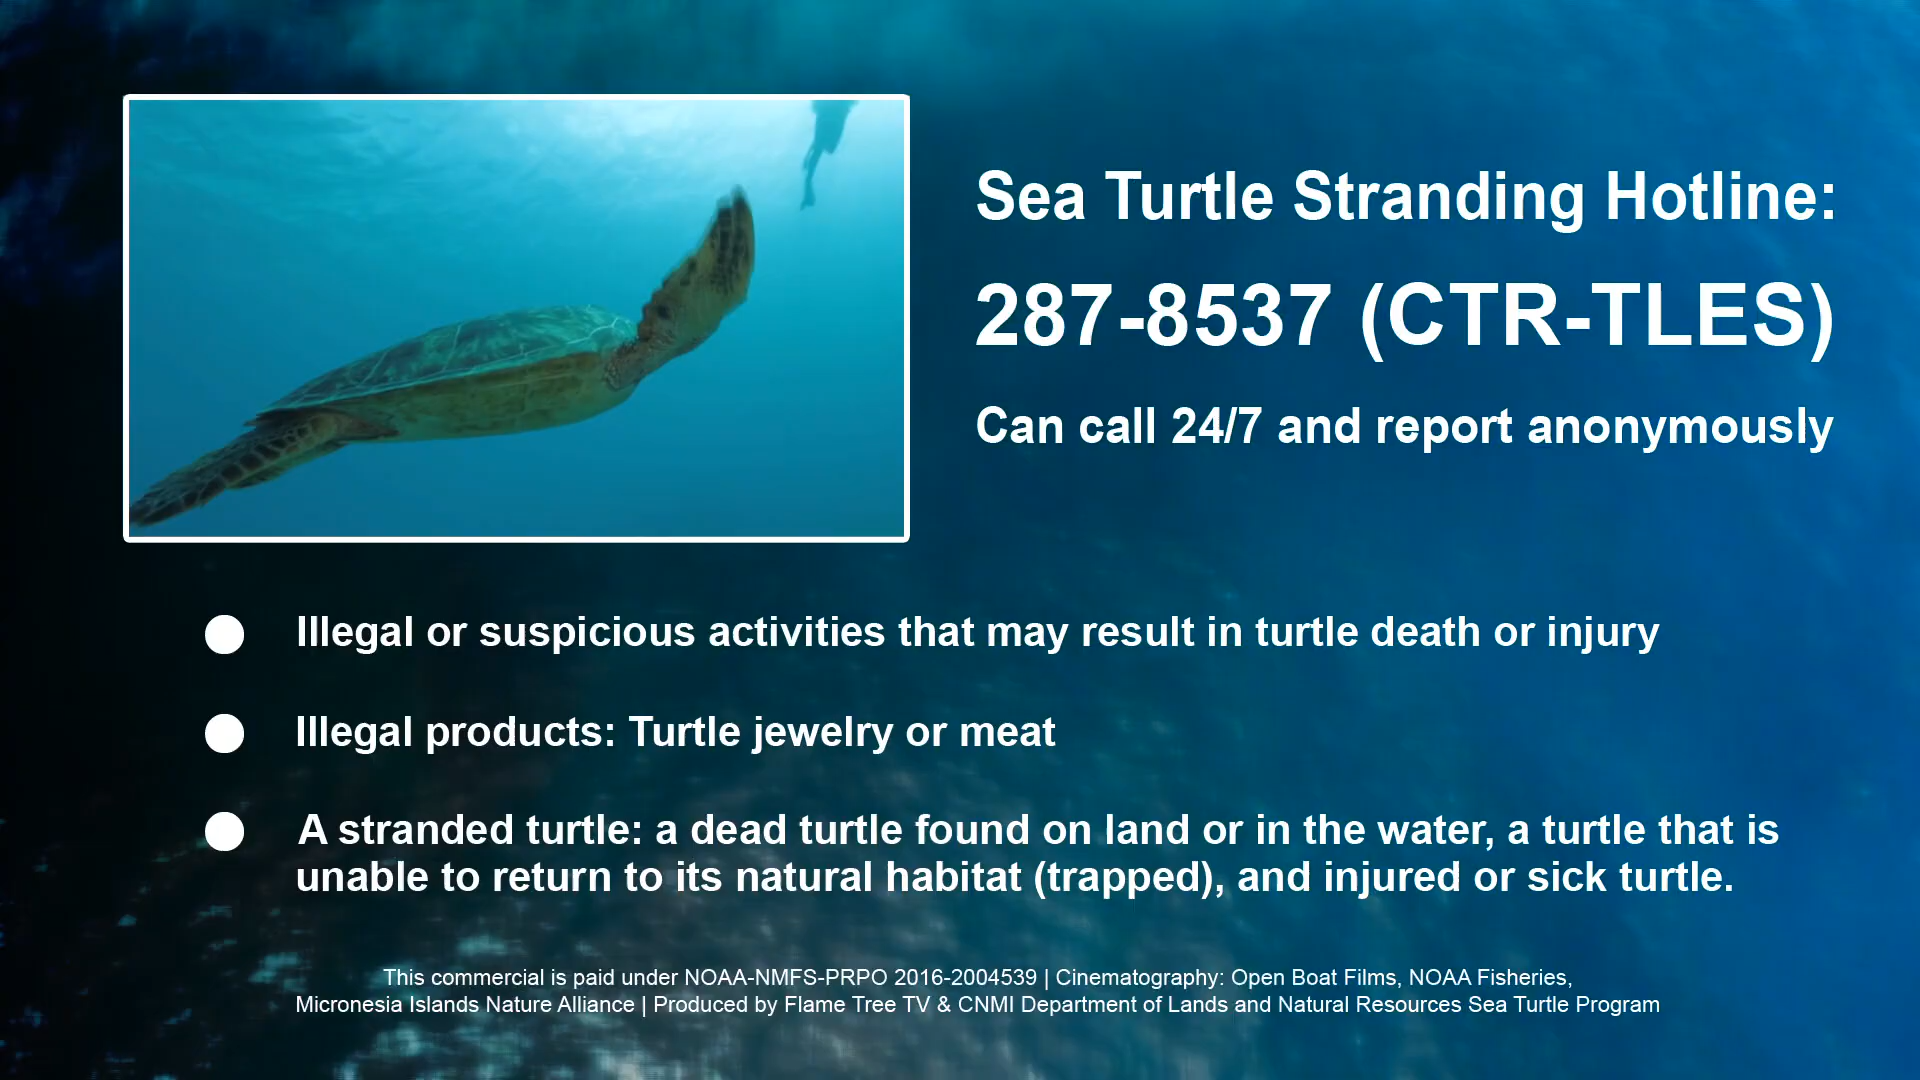 Sea Turtle Stranding Hotline:
287-8537 (CTR-TLES)
Can call 24/7 and report anonymously
Illegal or suspicious activities that may result in turtle death or injury
Illegal products: Turtle jewelry or meat
A stranded turtle: a dead turtle found on land or in the water, a turtle that is
unable to return to its natural habitat (trapped), and injured or sick turtle.
This commercial is paid under NOAA-NMFS-PRPO 2016-2004539 | Cinematography: Open Boat Films, NOAA Fisheries,
Micronesia Islands Nature Alliance | Produced by Flame Tree TV & CNMI Department of Lands and Natural Resources Sea Turtle Program